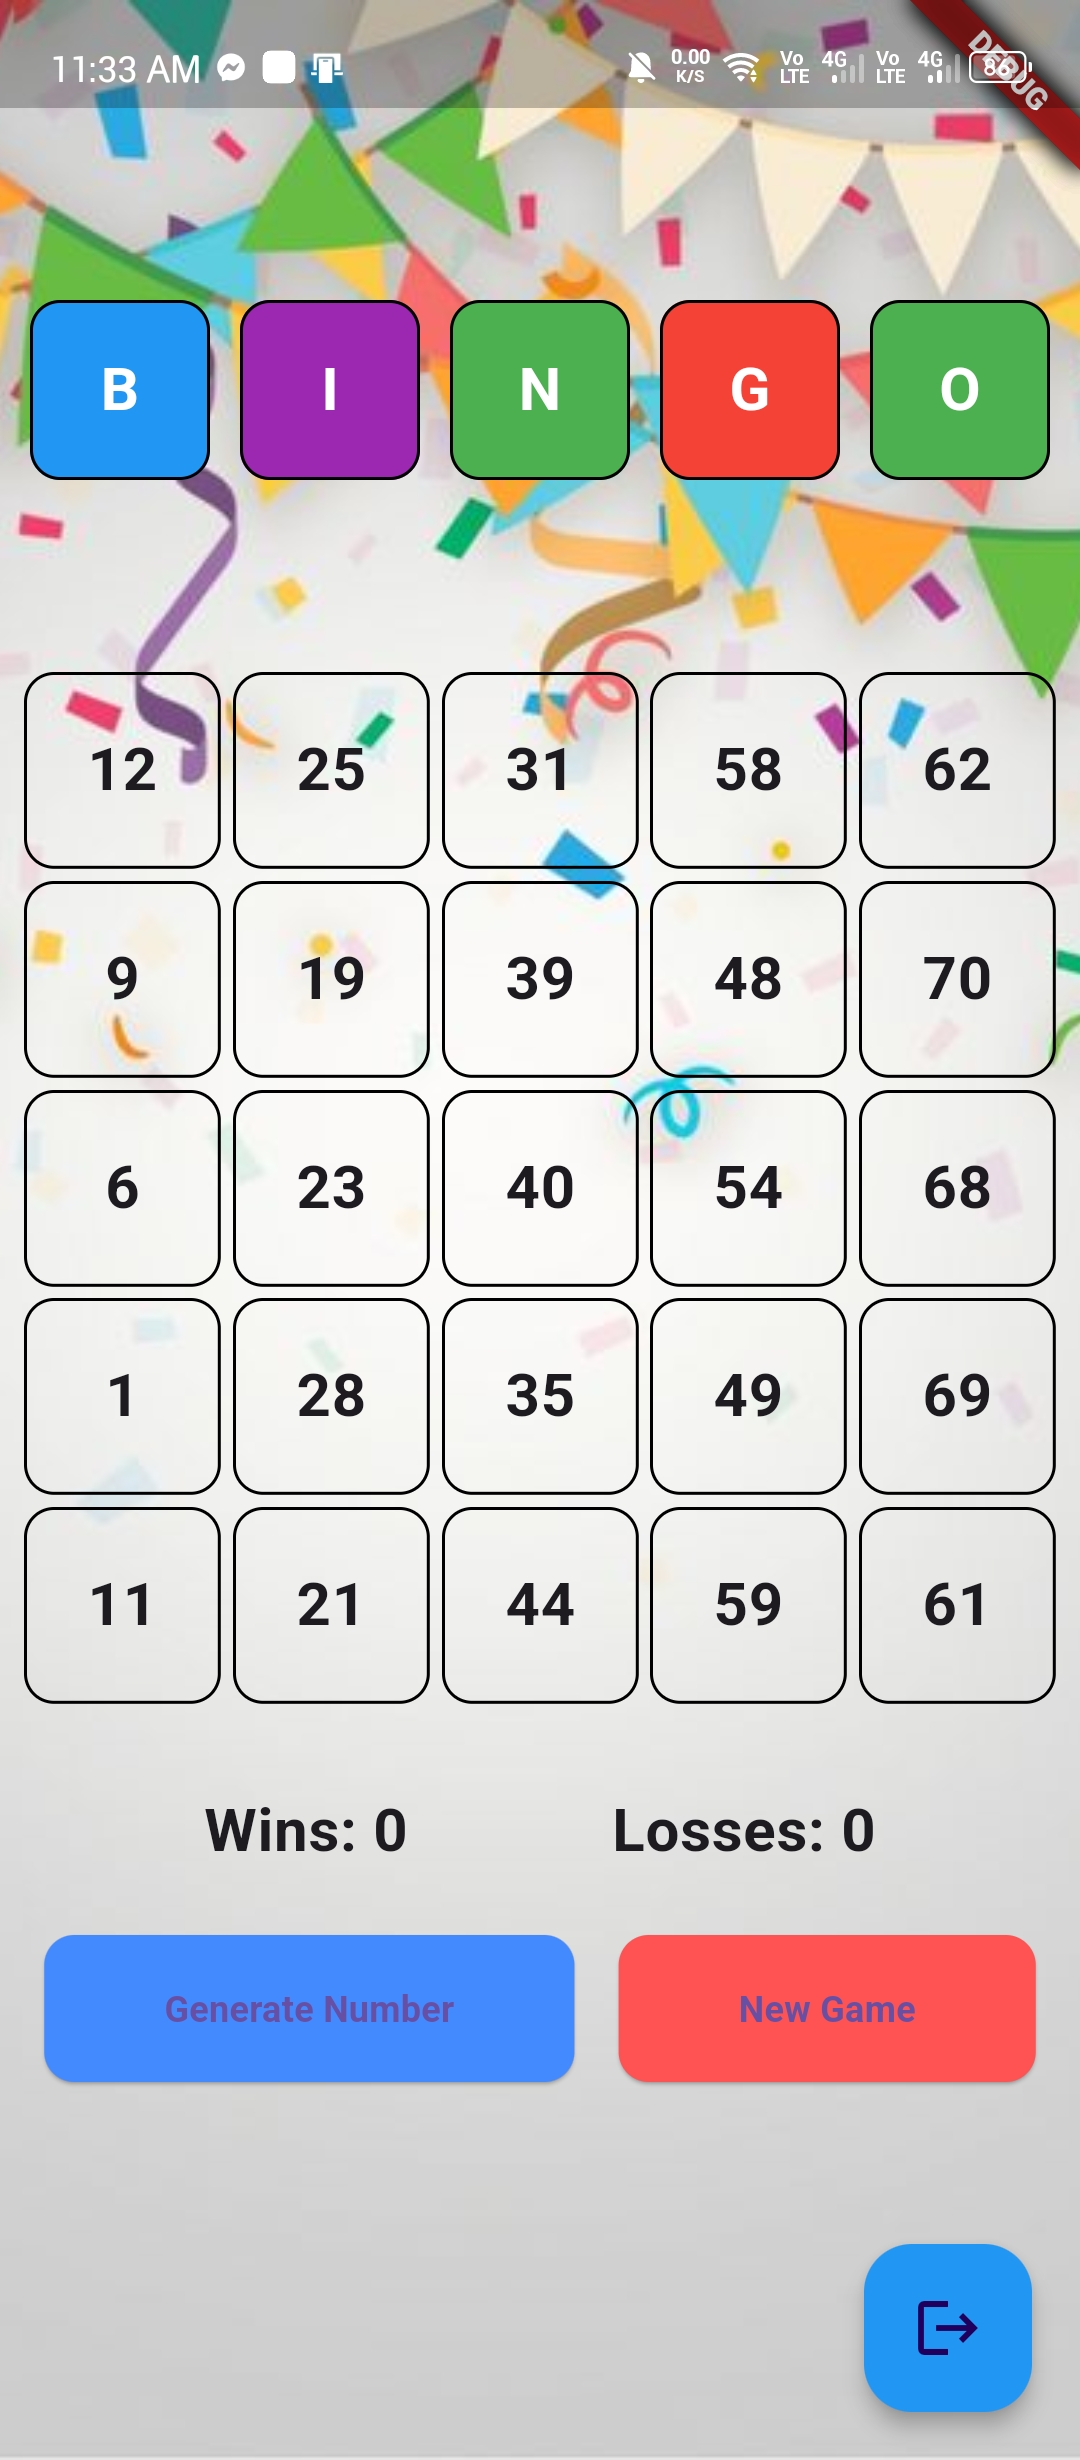 11:33 AM 0.00 K/S Vo LTE 4G Vo LTE 4G 86
DEBUG
B I N G O
12 25 31 58 62
9 19 39 48 70
6 23 40 54 68
1 28 35 49 69
11 21 44 59 61
Wins: 0 Losses: 0
Generate Number New Game